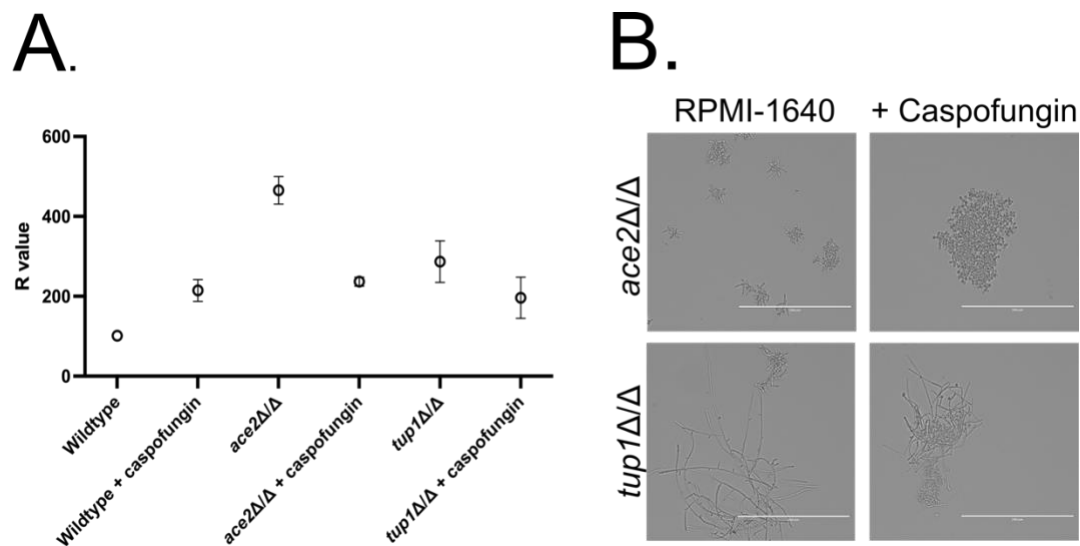 A.
600
400
200
0
R value
Wildtype
Wildtype + caspofungin
ace2Δ/Δ
ace2Δ/Δ + caspofungin
tup1Δ/Δ
tup1Δ/Δ + caspofungin
B.
RPMI-1640
+ Caspofungin
ace2Δ/Δ
tup1Δ/Δ